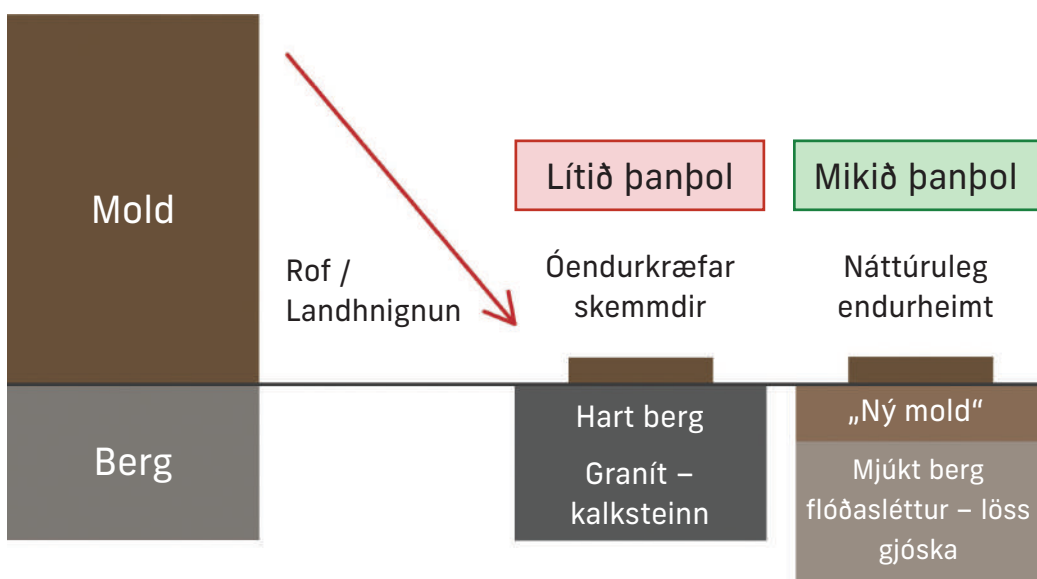 Mold
Berg
Rof /
Landhnignun
Lítið þanþol
Óendurkræfar
skemmdir
Hart berg
Granít –
kalksteinn
Mikið þanþol
Náttúruleg
endurheimt
„Ný mold“
Mjúkt berg
flóðasléttur – löss
gjóska